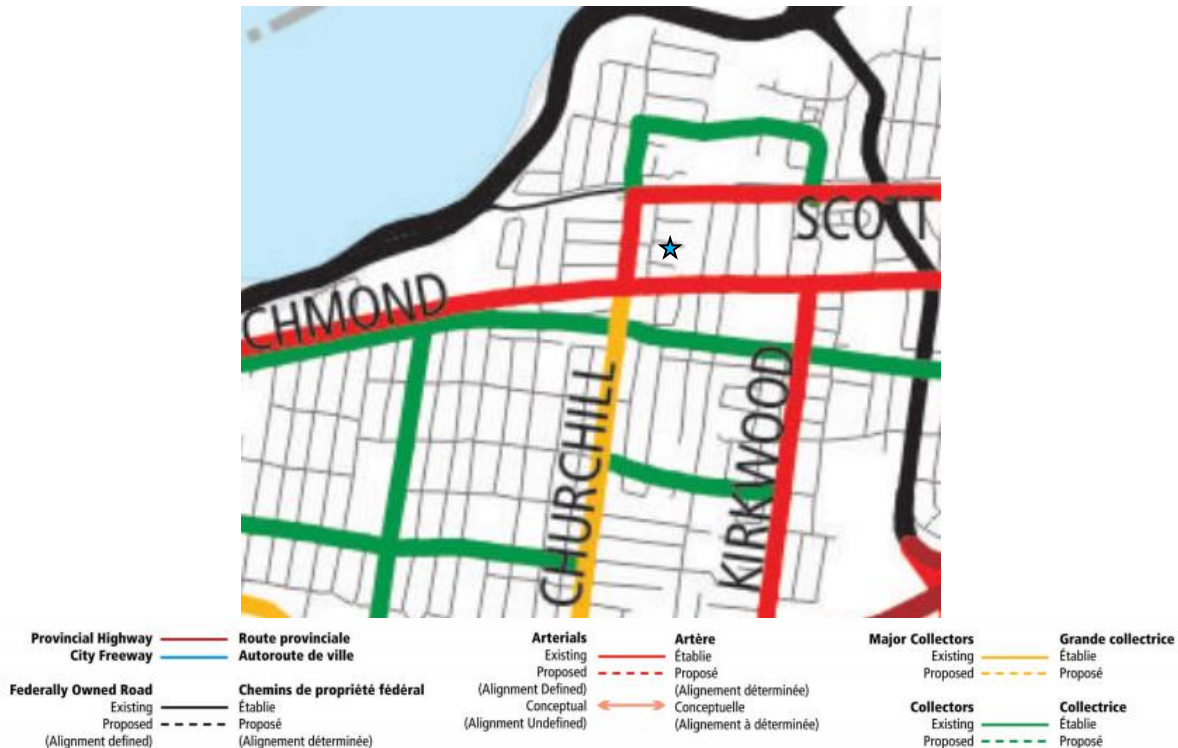 SCOTT
CHMOND
CHURCHILL
KIRKWOOD
Provincial Highway Route provinciale
City Freeway Autoroute de ville
Federally Owned Road Chemins de propriété fédéral
Existing Établie
Proposed Proposé
(Alignment defined) (Alignement déterminée)
Arterials Artère
Existing Établie
Proposed Proposé
(Alignment Defined) (Alignement déterminée)
Conceptual Conceptuelle
(Alignment Undefined) (Alignement à déterminée)
Major Collectors Grande collectrice
Existing Établie
Proposed Proposé
Collectors Collectrice
Existing Établie
Proposed Proposé